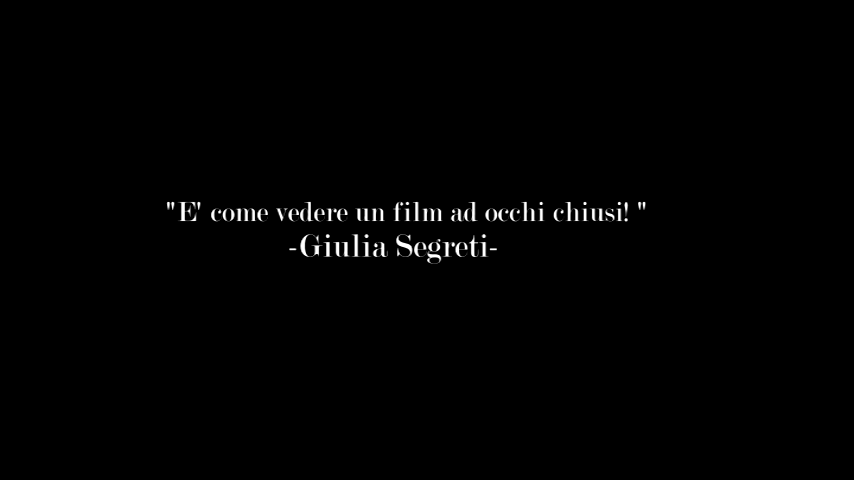 "E' come vedere un film ad occhi chiusi! "
-Giulia Segreti-